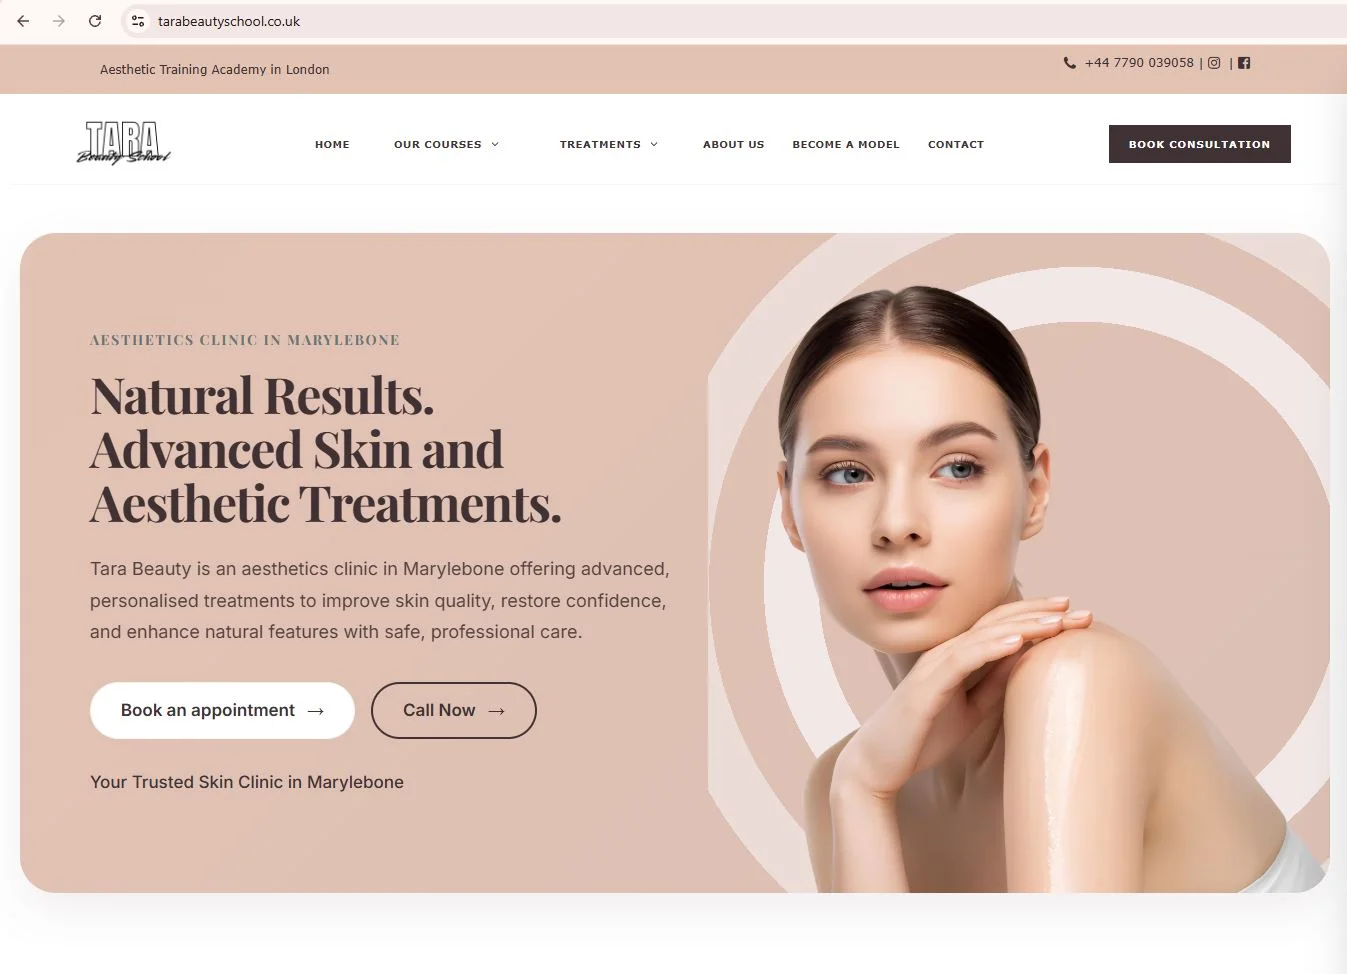 tarabeautyschool.co.uk
Aesthetic Training Academy in London
+44 7790 039058 | |
TARA
Beauty School
HOME
OUR COURSES
TREATMENTS
ABOUT US
BECOME A MODEL
CONTACT
BOOK CONSULTATION
AESTHETICS CLINIC IN MARYLEBONE
Natural Results.
Advanced Skin and
Aesthetic Treatments.
Tara Beauty is an aesthetics clinic in Marylebone offering advanced,
personalised treatments to improve skin quality, restore confidence,
and enhance natural features with safe, professional care.
Book an appointment →
Call Now →
Your Trusted Skin Clinic in Marylebone